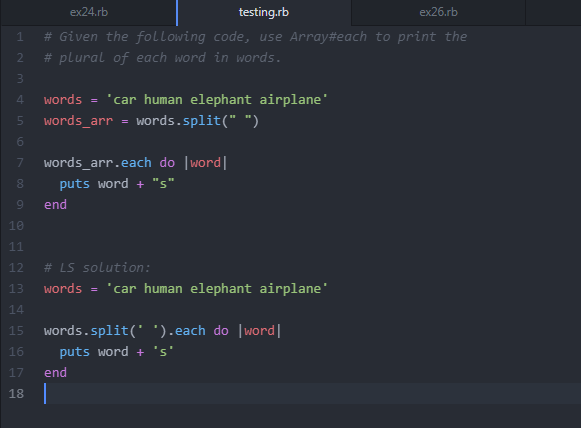 ex24.rb testing.rb ex26.rb
1 # Given the following code, use Array#each to print the
2 # plural of each word in words.
3
4 words = 'car human elephant airplane'
5 words_arr = words.split(" ")
6
7 words_arr.each do |word|
8   puts word + "s"
9 end
10
11
12 # LS solution:
13 words = 'car human elephant airplane'
14
15 words.split(' ').each do |word|
16   puts word + 's'
17 end
18